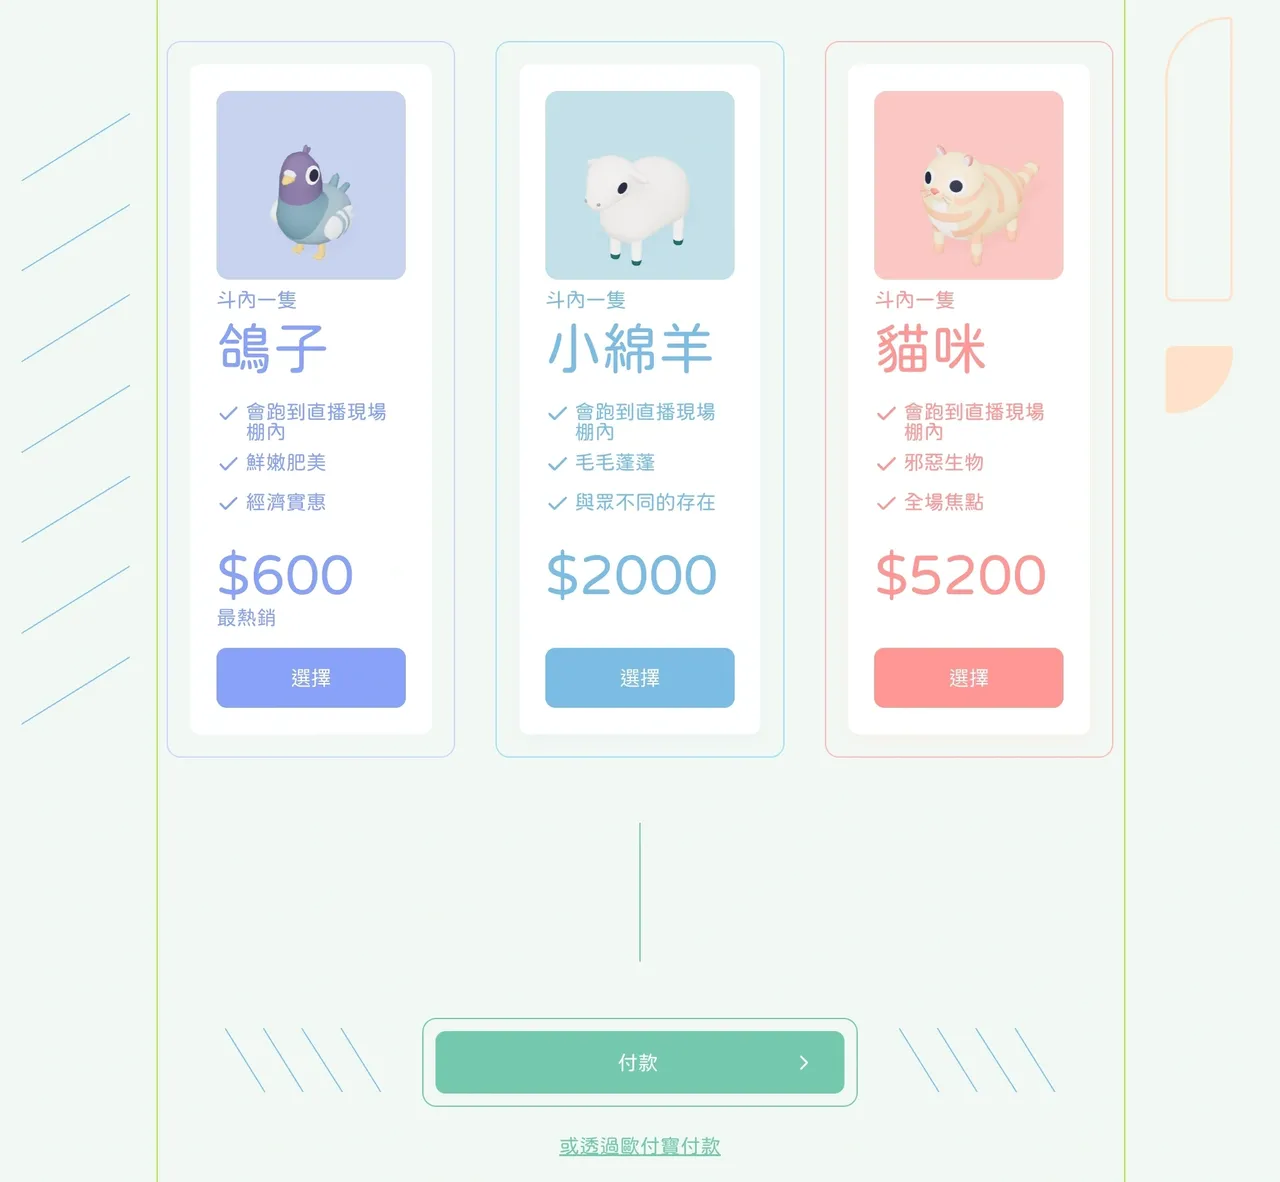 斗內一隻
鴿子
會跑到直播現場
棚內
鮮嫩肥美
經濟實惠
$600
最熱銷
選擇
斗內一隻
小綿羊
會跑到直播現場
棚內
毛毛蓬蓬
與眾不同的存在
$2000
選擇
斗內一隻
貓咪
會跑到直播現場
棚內
邪惡生物
全場焦點
$5200
選擇
付款
或透過歐付寶付款